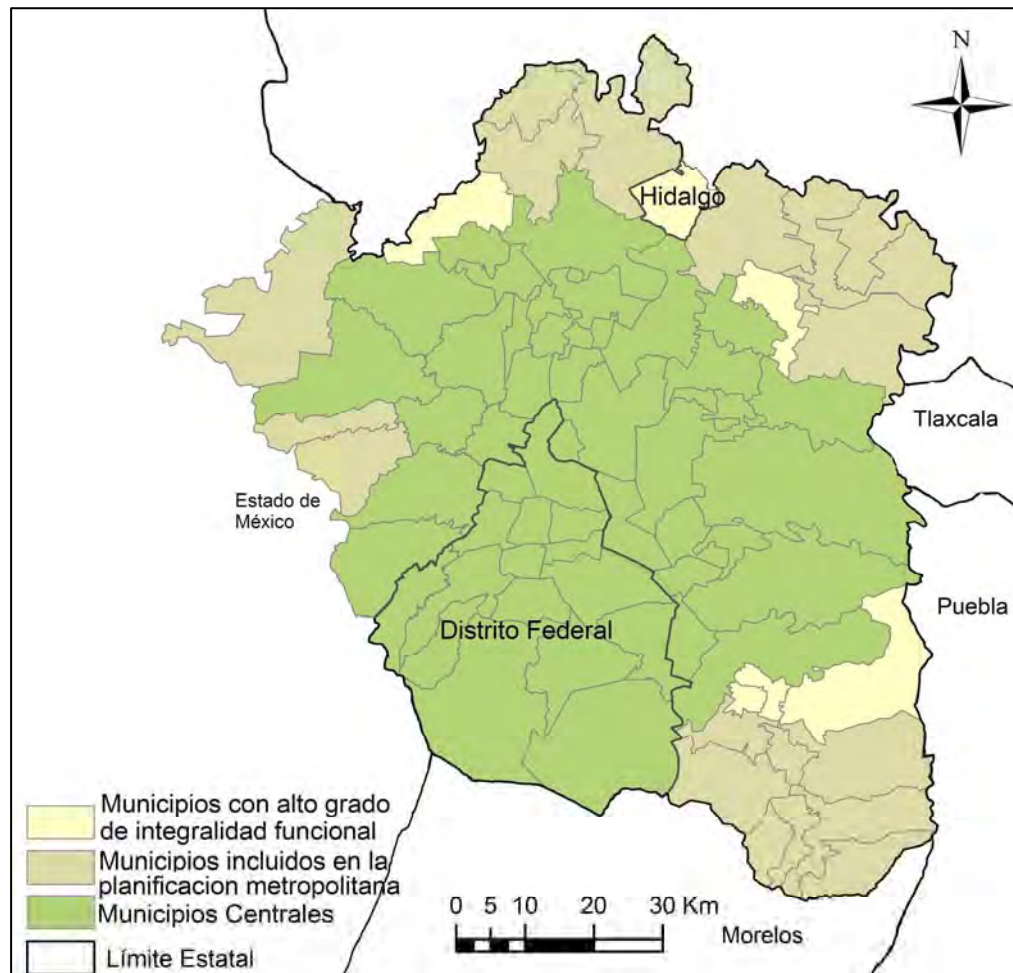 N
Hidalgo
Tlaxcala
Estado de
México
Puebla
Distrito Federal
Municipios con alto grado
de integralidad funcional
Municipios incluidos en la
planificacion metropolitana
Municipios Centrales
Límite Estatal
0 5 10 20 30 Km
Morelos